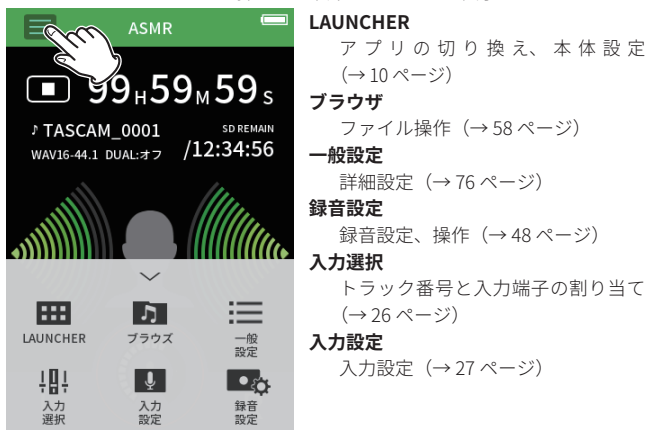 ASMR
99H59M59S
♪ TASCAM_0001
SD REMAIN
WAV16-44.1 DUAL:オフ
/12:34:56
LAUNCHER
ブラウズ
一般
設定
入力
選択
入力
設定
録音
設定
LAUNCHER
アプリの切り換え、本体設定
(→ 10 ページ)
ブラウザ
ファイル操作（→ 58 ページ）
一般設定
詳細設定（→ 76 ページ）
録音設定
録音設定、操作（→ 48 ページ）
入力選択
トラック番号と入力端子の割り当て
（→ 26 ページ）
入力設定
入力設定（→ 27 ページ）